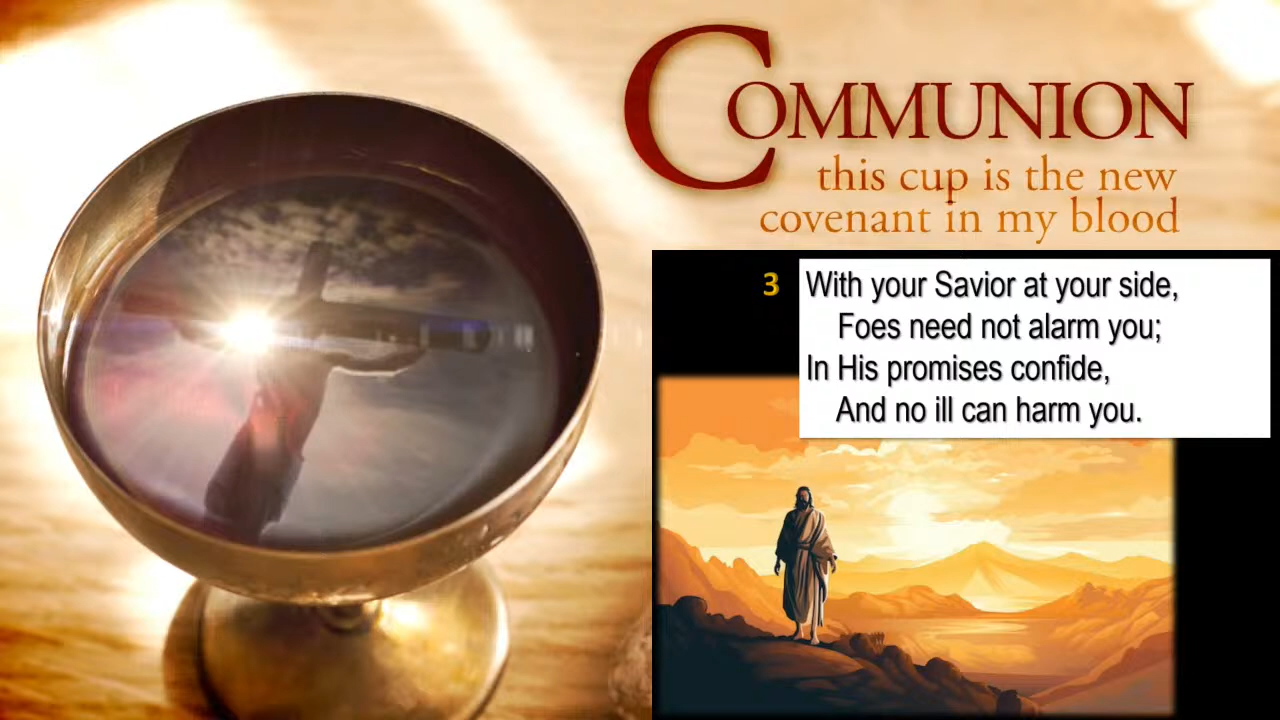 COMMUNION
this cup is the new
covenant in my blood
3 With your Savior at your side,
Foes need not alarm you;
In His promises confide,
And no ill can harm you.